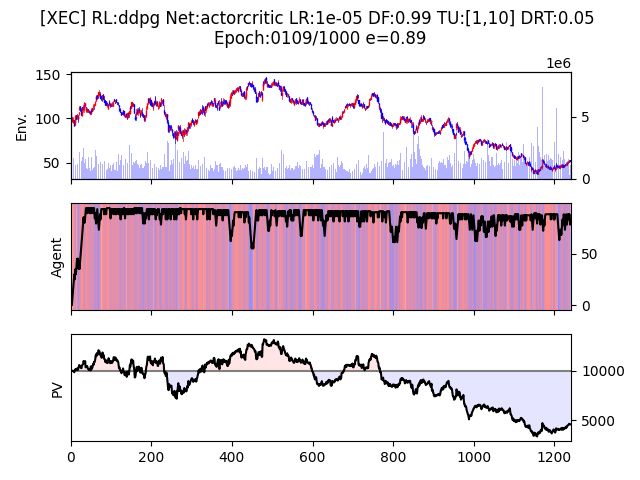 [XEC] RL:ddpg Net:actorcritic LR:1e-05 DF:0.99 TU:[1,10] DRT:0.05
Epoch:0109/1000 e=0.89
1e6
150
100
50
Env.
5
0
Agent
50
0
PV
10000
5000
0 200 400 600 800 1000 1200